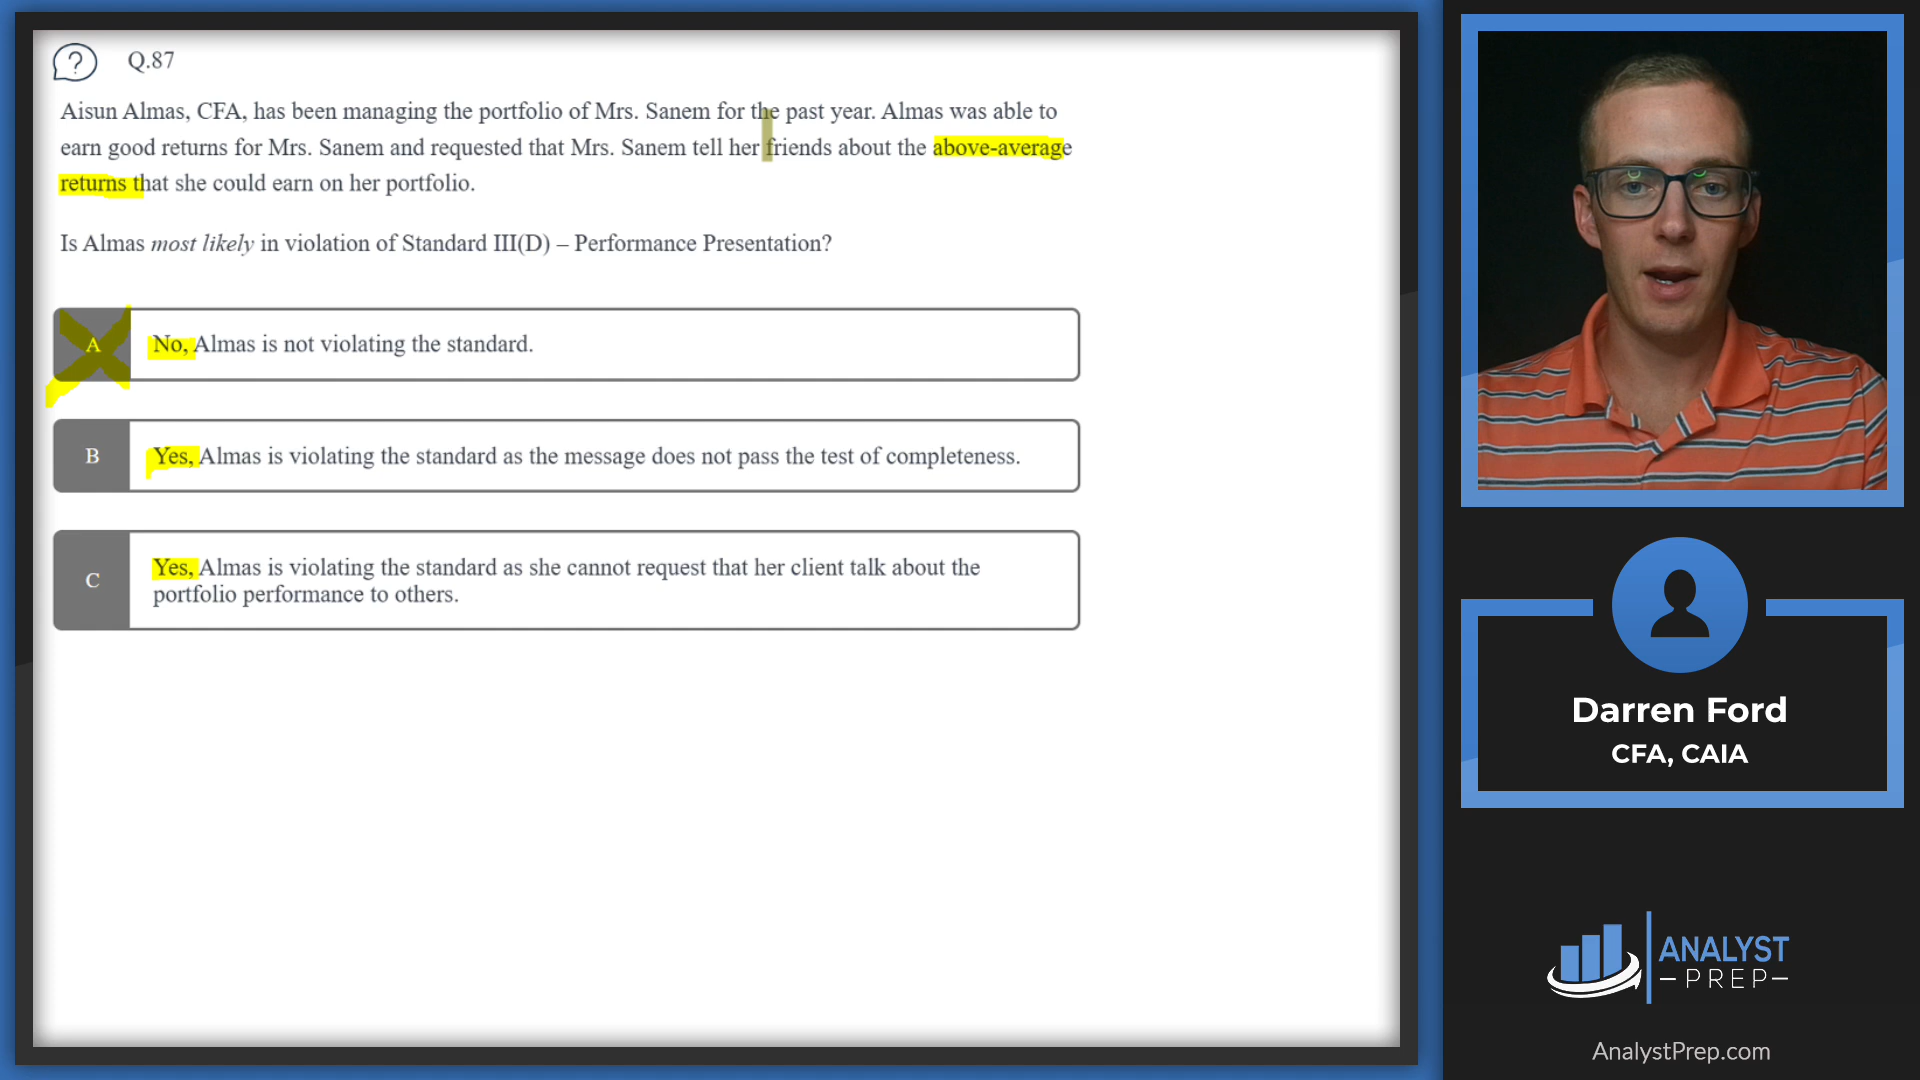 ?
Q.87
Aisun Almas, CFA, has been managing the portfolio of Mrs. Sanem for the past year. Almas was able to
earn good returns for Mrs. Sanem and requested that Mrs. Sanem tell her friends about the above-average
returns that she could earn on her portfolio.
Is Almas most likely in violation of Standard III(D) – Performance Presentation?
A
No, Almas is not violating the standard.
B
Yes, Almas is violating the standard as the message does not pass the test of completeness.
C
Yes, Almas is violating the standard as she cannot request that her client talk about the
portfolio performance to others.
Darren Ford
CFA, CAIA
ANALYST
PREP
AnalystPrep.com